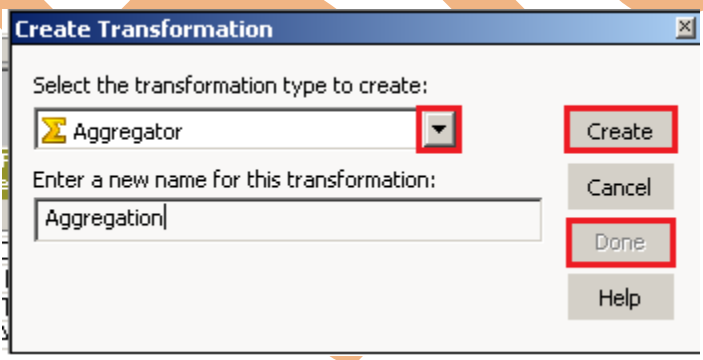 Create Transformation
Select the transformation type to create:
Aggregator
Create
Enter a new name for this transformation:
Cancel
Aggregation
Done
Help